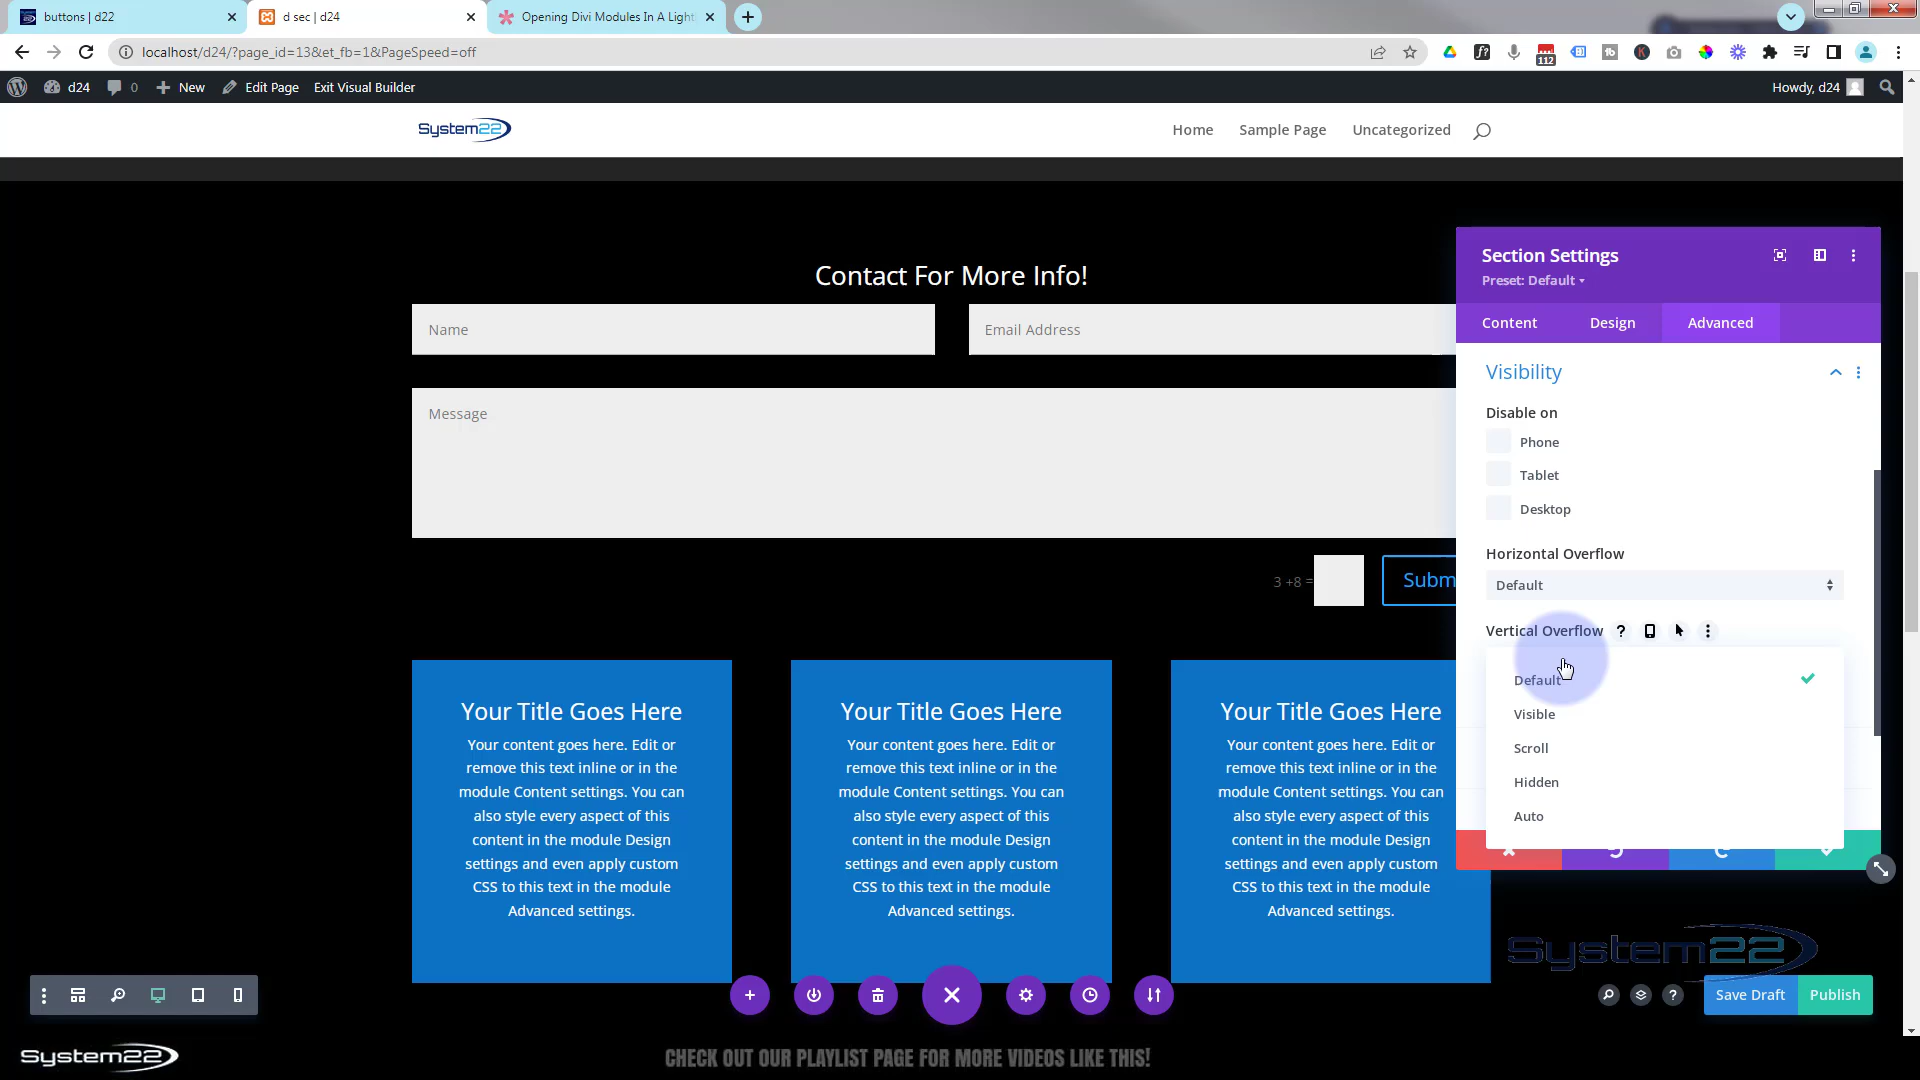 buttons | d22
d sec | d24
Opening Divi Modules In A Light
localhost/d24/?page_id=13&et_fb=1&PageSpeed=off
112
d24
0
New
Edit Page
Exit Visual Builder
Howdy, d24
System22
Home
Sample Page
Uncategorized
Contact For More Info!
Name
Email Address
Message
3 +8 =
Subm
Section Settings
Preset: Default
Content
Design
Advanced
Visibility
Disable on
Phone
Tablet
Desktop
Horizontal Overflow
Default
Vertical Overflow
Default
Visible
Scroll
Hidden
Auto
Your Title Goes Here
Your content goes here. Edit or
remove this text inline or in the
module Content settings. You can
also style every aspect of this
content in the module Design
settings and even apply custom
CSS to this text in the module
Advanced settings.
Your Title Goes Here
Your content goes here. Edit or
remove this text inline or in the
module Content settings. You can
also style every aspect of this
content in the module Design
settings and even apply custom
CSS to this text in the module
Advanced settings.
Your Title Goes Here
Your content goes here. Edit or
remove this text inline or in the
module Content settings. You can
also style every aspect of this
content in the module Design
settings and even apply custom
CSS to this text in the module
Advanced settings.
System22
Save Draft
Publish
System22
CHECK OUT OUR PLAYLIST PAGE FOR MORE VIDEOS LIKE THIS!